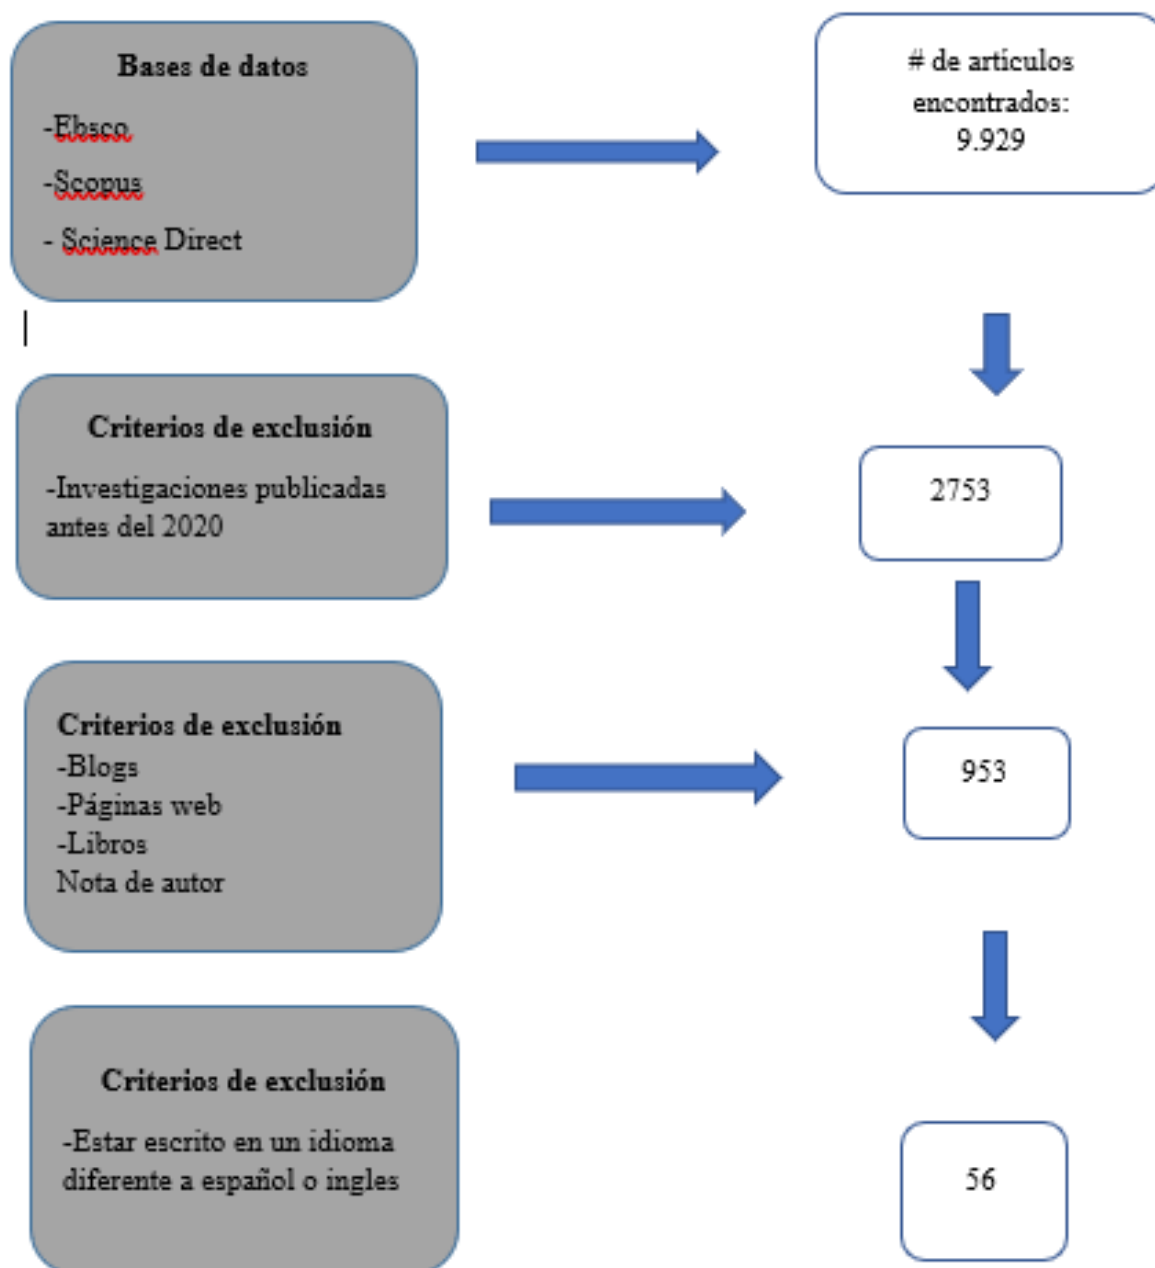 Bases de datos
-Ebsco
-Scopus
- Science Direct
# de artículos
encontrados:
9.929
Criterios de exclusión
-Investigaciones publicadas
antes del 2020
2753
Criterios de exclusión
-Blogs
-Páginas web
-Libros
Nota de autor
953
Criterios de exclusión
-Estar escrito en un idioma
diferente a español o ingles
56